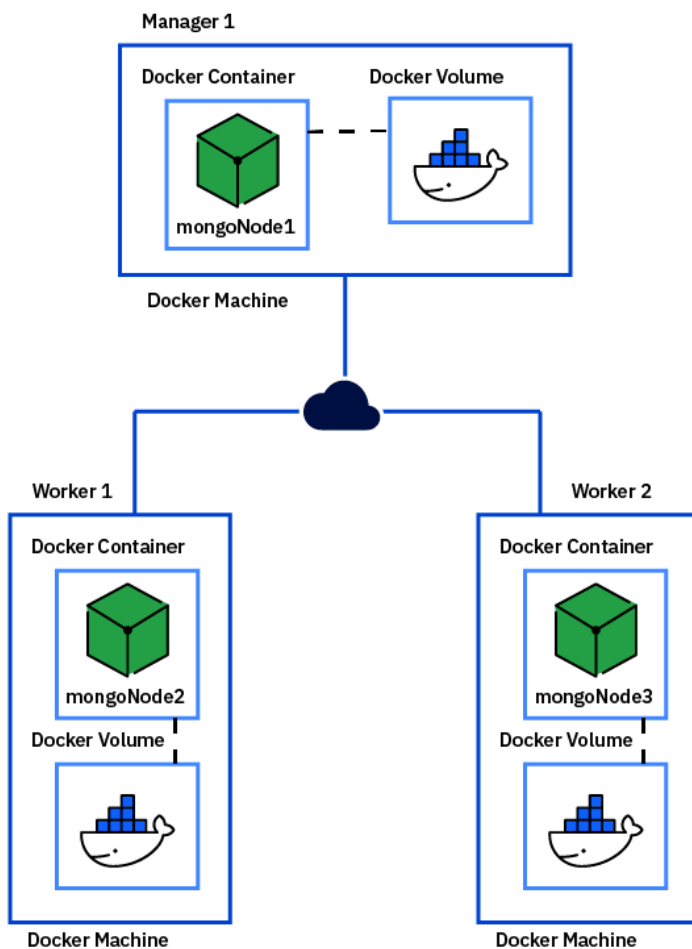 Manager 1
Docker Container
Docker Volume
mongoNode1
Docker Machine
Worker 1
Docker Container
mongoNode2
Docker Volume
Docker Machine
Worker 2
Docker Container
mongoNode3
Docker Volume
Docker Machine